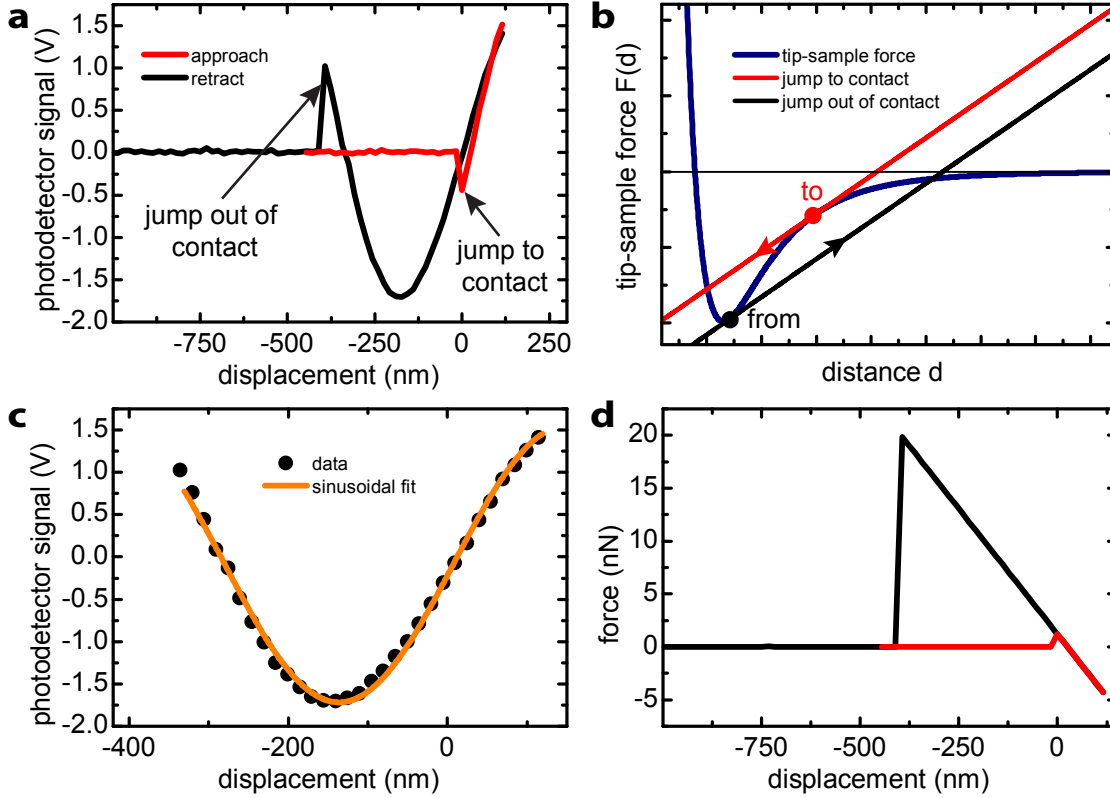 a
photodetector signal (V)
1.5
1.0
0.5
0.0
-0.5
-1.0
-1.5
-2.0
approach
retract
jump out of
contact
jump to
contact
-750
-500
-250
0
250
displacement (nm)
b
tip-sample force F(d)
tip-sample force
jump to contact
jump out of contact
to
from
distance d
c
photodetector signal (V)
1.5
1.0
0.5
0.0
-0.5
-1.0
-1.5
-2.0
data
sinusoidal fit
-400
-200
0
displacement (nm)
d
force (nN)
20
15
10
5
0
-5
-750
-500
-250
0
displacement (nm)